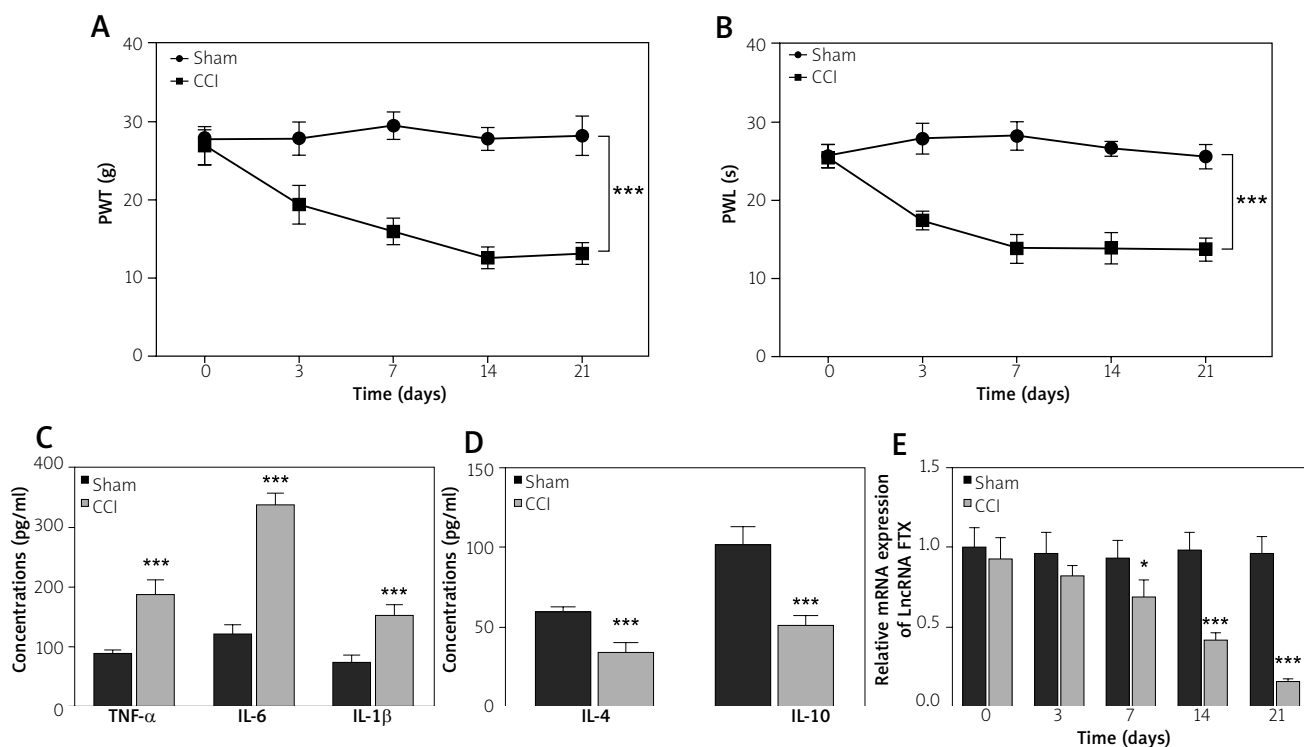 A
40
30
20
10
0
PWT (g)
Sham
CCI
***
0 3 7 14 21
Time (days)
B
40
30
20
10
0
PWL (s)
Sham
CCI
***
0 3 7 14 21
Time (days)
C
400
300
200
100
0
Concentrations (pg/ml)
Sham
CCI
***
***
***
TNF-α IL-6 IL-1β
D
150
100
50
0
Concentrations (pg/ml)
Sham
CCI
***
***
IL-4 IL-10
E
1.5
1.0
0.5
0.0
Relative mRNA expression
of LncRNA FTX
Sham
CCI
*
***
***
0 3 7 14 21
Time (days)